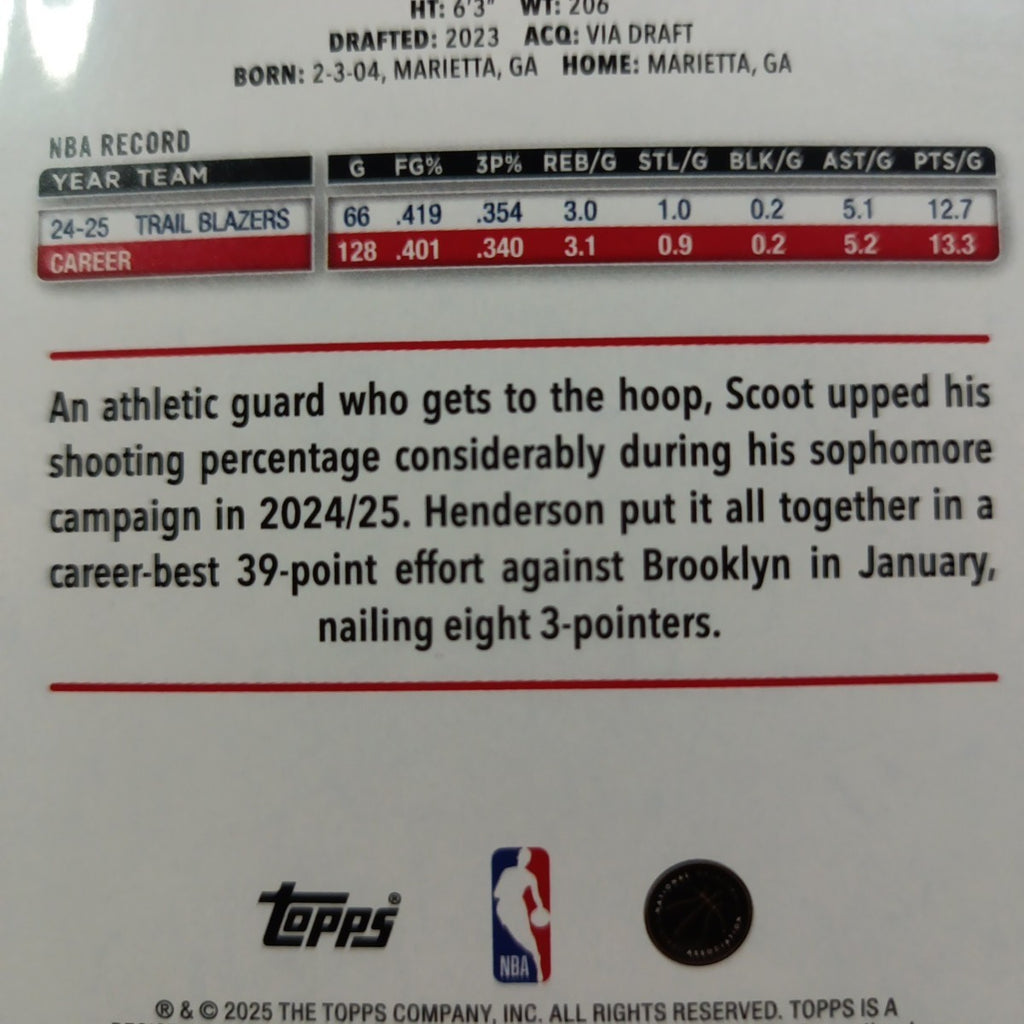 HT: 6'3" WT: 206
DRAFTED: 2023 ACQ: VIA DRAFT
BORN: 2-3-04, MARIETTA, GA HOME: MARIETTA, GA
NBA RECORD
YEAR TEAM G FG% 3P% REB/G STL/G BLK/G AST/G PTS/G
24-25 TRAIL BLAZERS 66 .419 .354 3.0 1.0 0.2 5.1 12.7
CAREER 128 .401 .340 3.1 0.9 0.2 5.2 13.3
An athletic guard who gets to the hoop, Scoot upped his
shooting percentage considerably during his sophomore
campaign in 2024/25. Henderson put it all together in a
career-best 39-point effort against Brooklyn in January,
nailing eight 3-pointers.
Topps®
NBA
NATIONAL
ASSOCIATION
® & © 2025 THE TOPPS COMPANY, INC. ALL RIGHTS RESERVED. TOPPS IS A